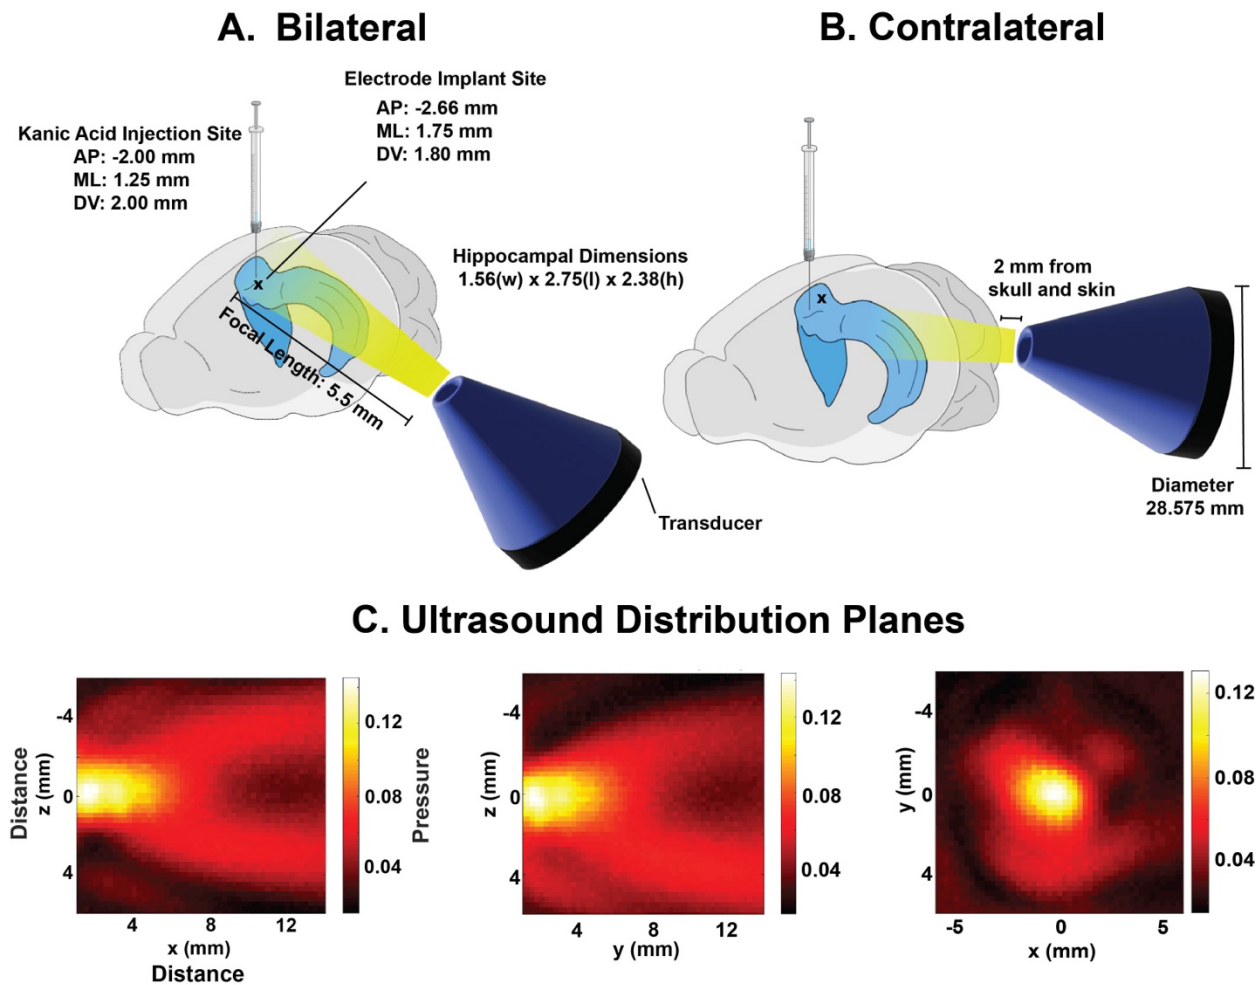 A. Bilateral
B. Contralateral
Electrode Implant Site
AP: -2.66 mm
ML: 1.75 mm
DV: 1.80 mm
Kanic Acid Injection Site
AP: -2.00 mm
ML: 1.25 mm
DV: 2.00 mm
Hippocampal Dimensions
1.56(w) x 2.75(l) x 2.38(h)
x
Focal Length: 5.5 mm
Transducer
2 mm from
skull and skin
x
Diameter
28.575 mm
C. Ultrasound Distribution Planes
Distance
z (mm)
-4
0
4
4
8
12
x (mm)
Distance
0.12
0.08
0.04
Pressure
z (mm)
-4
0
4
4
8
12
y (mm)
0.12
0.08
0.04
y (mm)
-4
0
4
-5
0
5
x (mm)
0.12
0.08
0.04